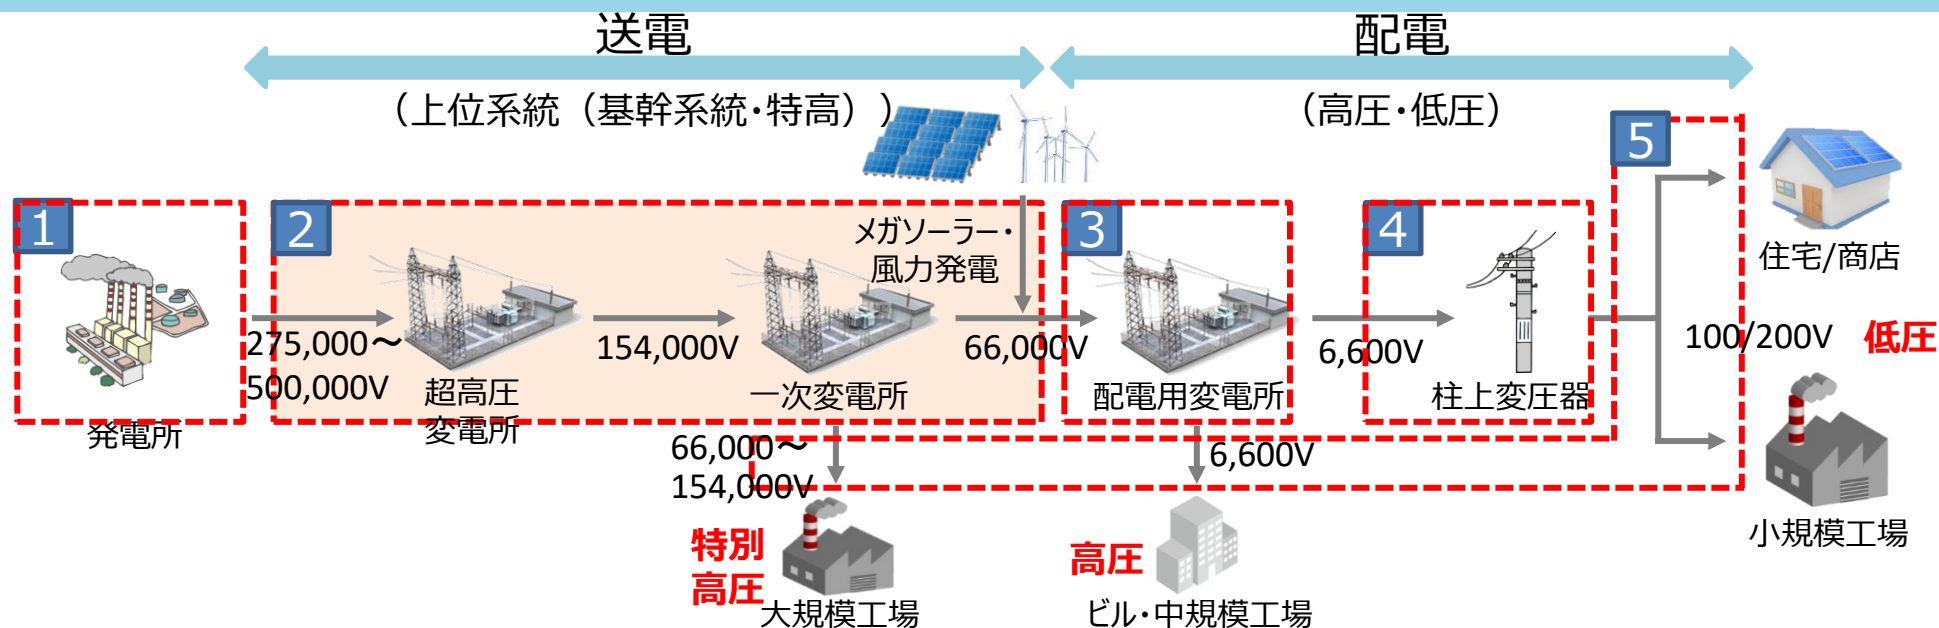 送電
配電
（上位系統（基幹系統・特高））
（高圧・低圧）
1
2
3
4
5
メガソーラー・
風力発電
住宅/商店
275,000～
500,000V
154,000V
66,000V
6,600V
100/200V
低圧
発電所
超高圧
変電所
一次変電所
配電用変電所
柱上変圧器
66,000～
154,000V
6,600V
特別
高圧
大規模工場
高圧
ビル・中規模工場
小規模工場